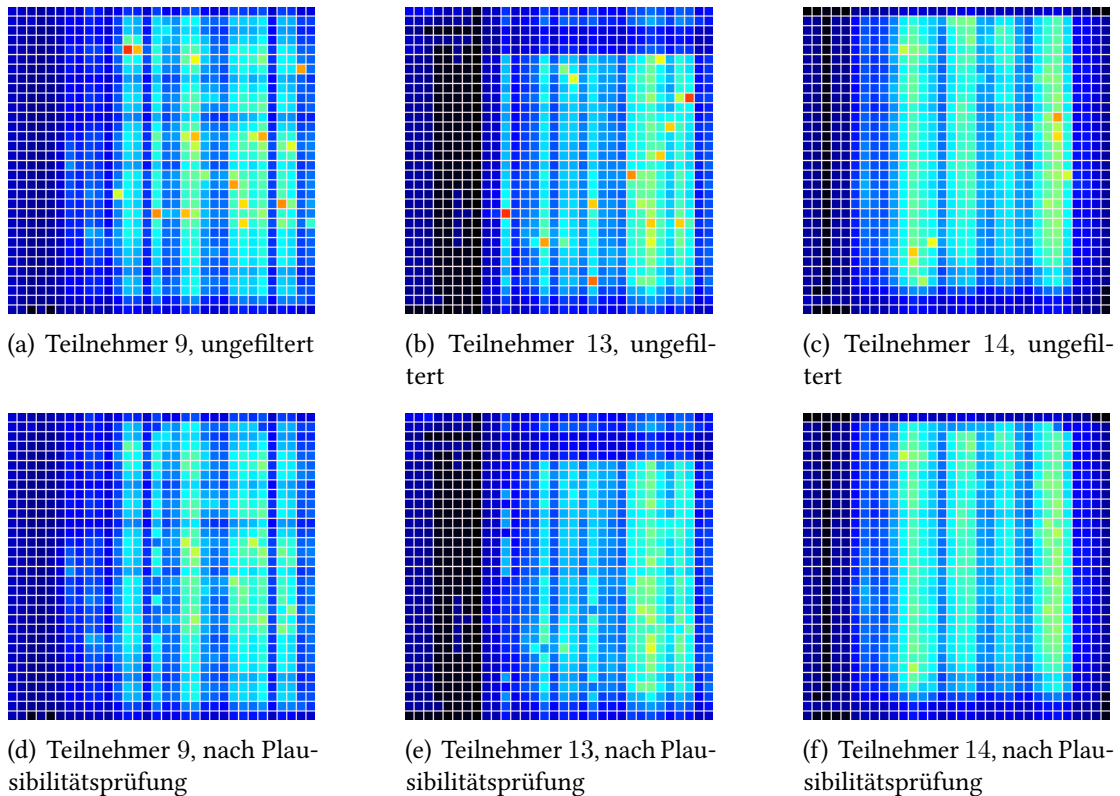 (a) Teilnehmer 9, ungefiltert
(b) Teilnehmer 13, ungefil-
tert
(c) Teilnehmer 14, ungefil-
tert
(d) Teilnehmer 9, nach Plau-
sibilitätsprüfung
(e) Teilnehmer 13, nach Plau-
sibilitätsprüfung
(f) Teilnehmer 14, nach Plau-
sibilitätsprüfung